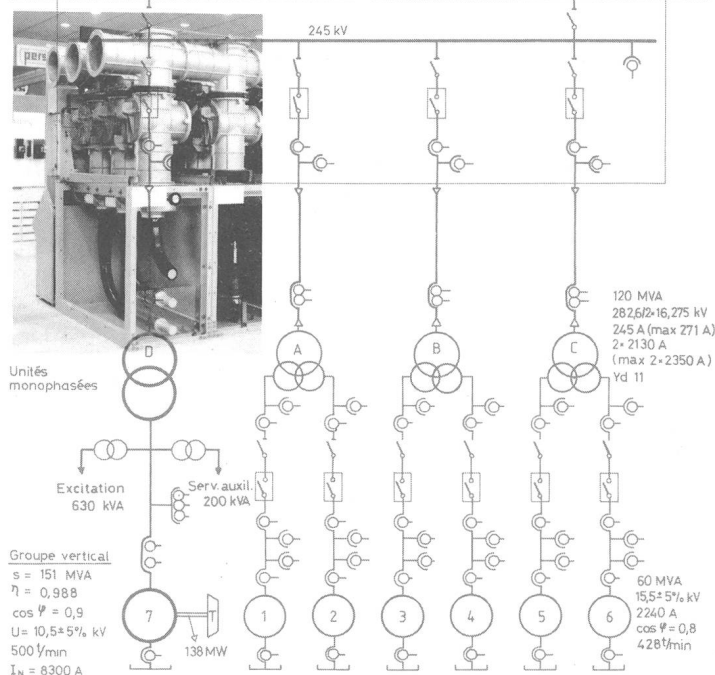 pers
245 kV
D
A
B
C
120 MVA
282,6/2×16,275 kV
245 A (max 271 A)
2× 2130 A
(max 2×2350 A)
Yd 11
Unités
monophasées
Excitation
630 kVA
Serv. auxil.
200 kVA
Groupe vertical
s = 151 MVA
η = 0,988
cos φ = 0,9
U= 10,5±5% kV
500 t/min
I_N = 8300 A
7
T
138 MW
1
2
3
4
5
6
60 MVA
15,5±5% kV
2240 A
cos φ = 0,8
428 t/min